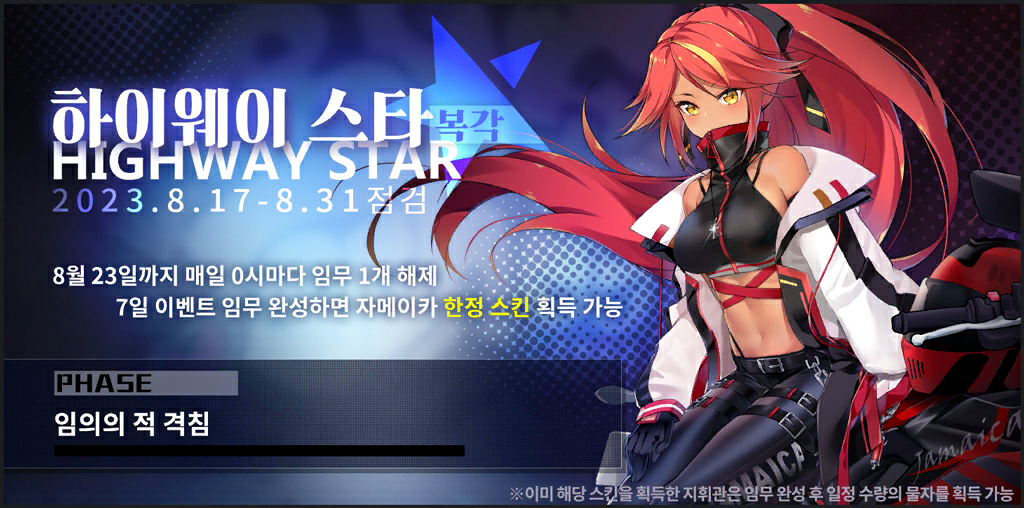 하이웨이 스타 복각
HIGHWAY STAR
2023.8.17-8.31점검
8월 23일까지 매일 0시마다 임무 1개 해제
7일 이벤트 임무 완성하면 자메이카 한정 스킨 획득 가능
PHASE
임의의 적 격침
JAMAICA
Jamaica
※이미 해당 스킨을 획득한 지휘관은 임무 완성 후 일정 수량의 물자를 획득 가능